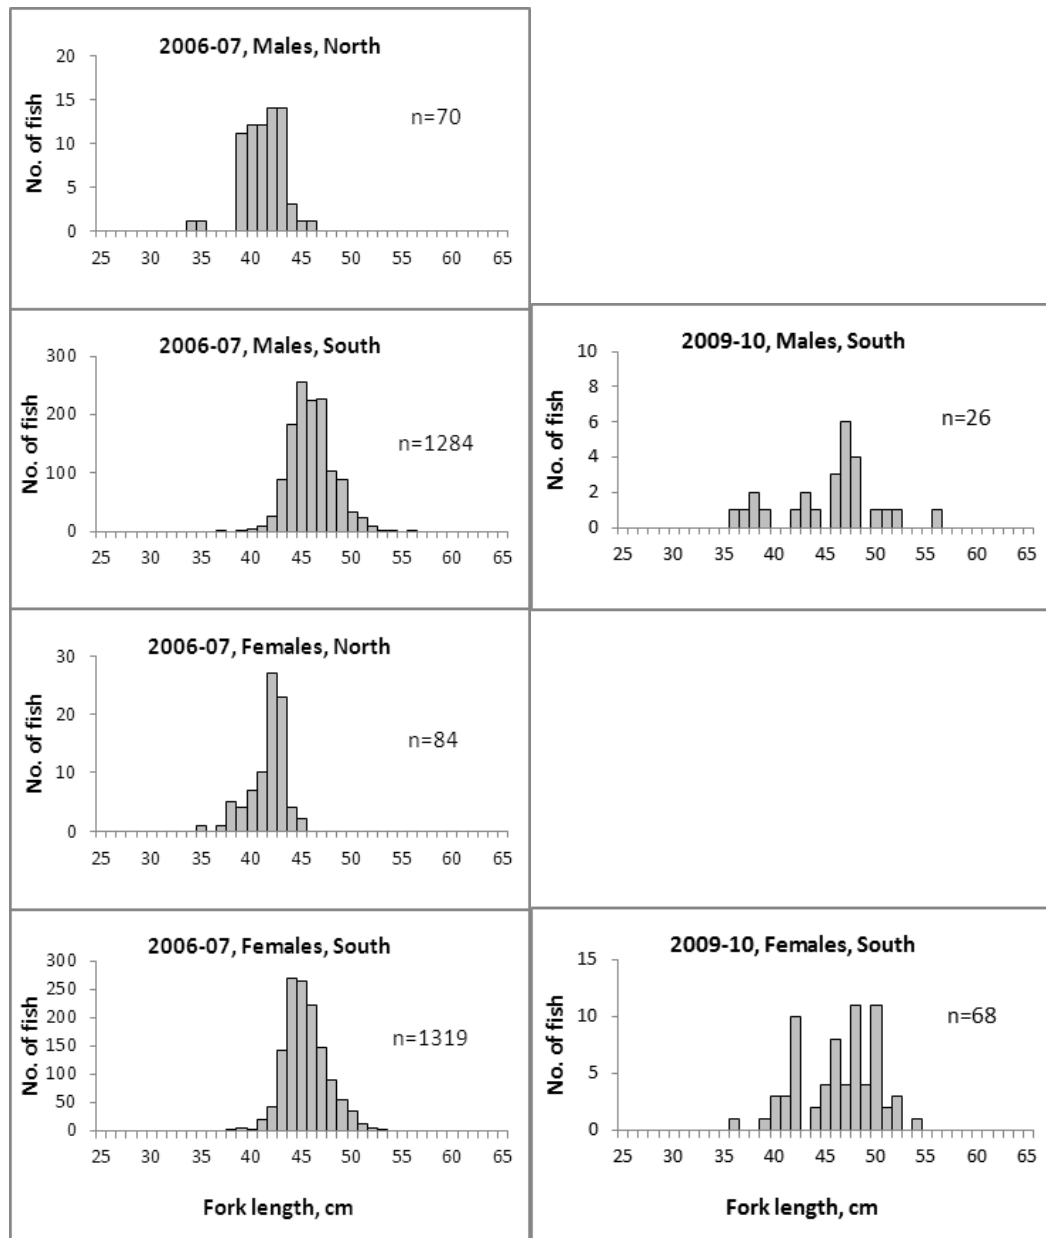 2006-07, Males, North
No. of fish
20
15
10
5
0
n=70
25 30 35 40 45 50 55 60 65
2006-07, Males, South
No. of fish
300
200
100
0
n=1284
25 30 35 40 45 50 55 60 65
2009-10, Males, South
No. of fish
10
8
6
4
2
0
n=26
25 30 35 40 45 50 55 60 65
2006-07, Females, North
No. of fish
30
20
10
0
n=84
25 30 35 40 45 50 55 60 65
2006-07, Females, South
No. of fish
300
250
200
150
100
50
0
n=1319
25 30 35 40 45 50 55 60 65
Fork length, cm
2009-10, Females, South
No. of fish
15
10
5
0
n=68
25 30 35 40 45 50 55 60 65
Fork length, cm